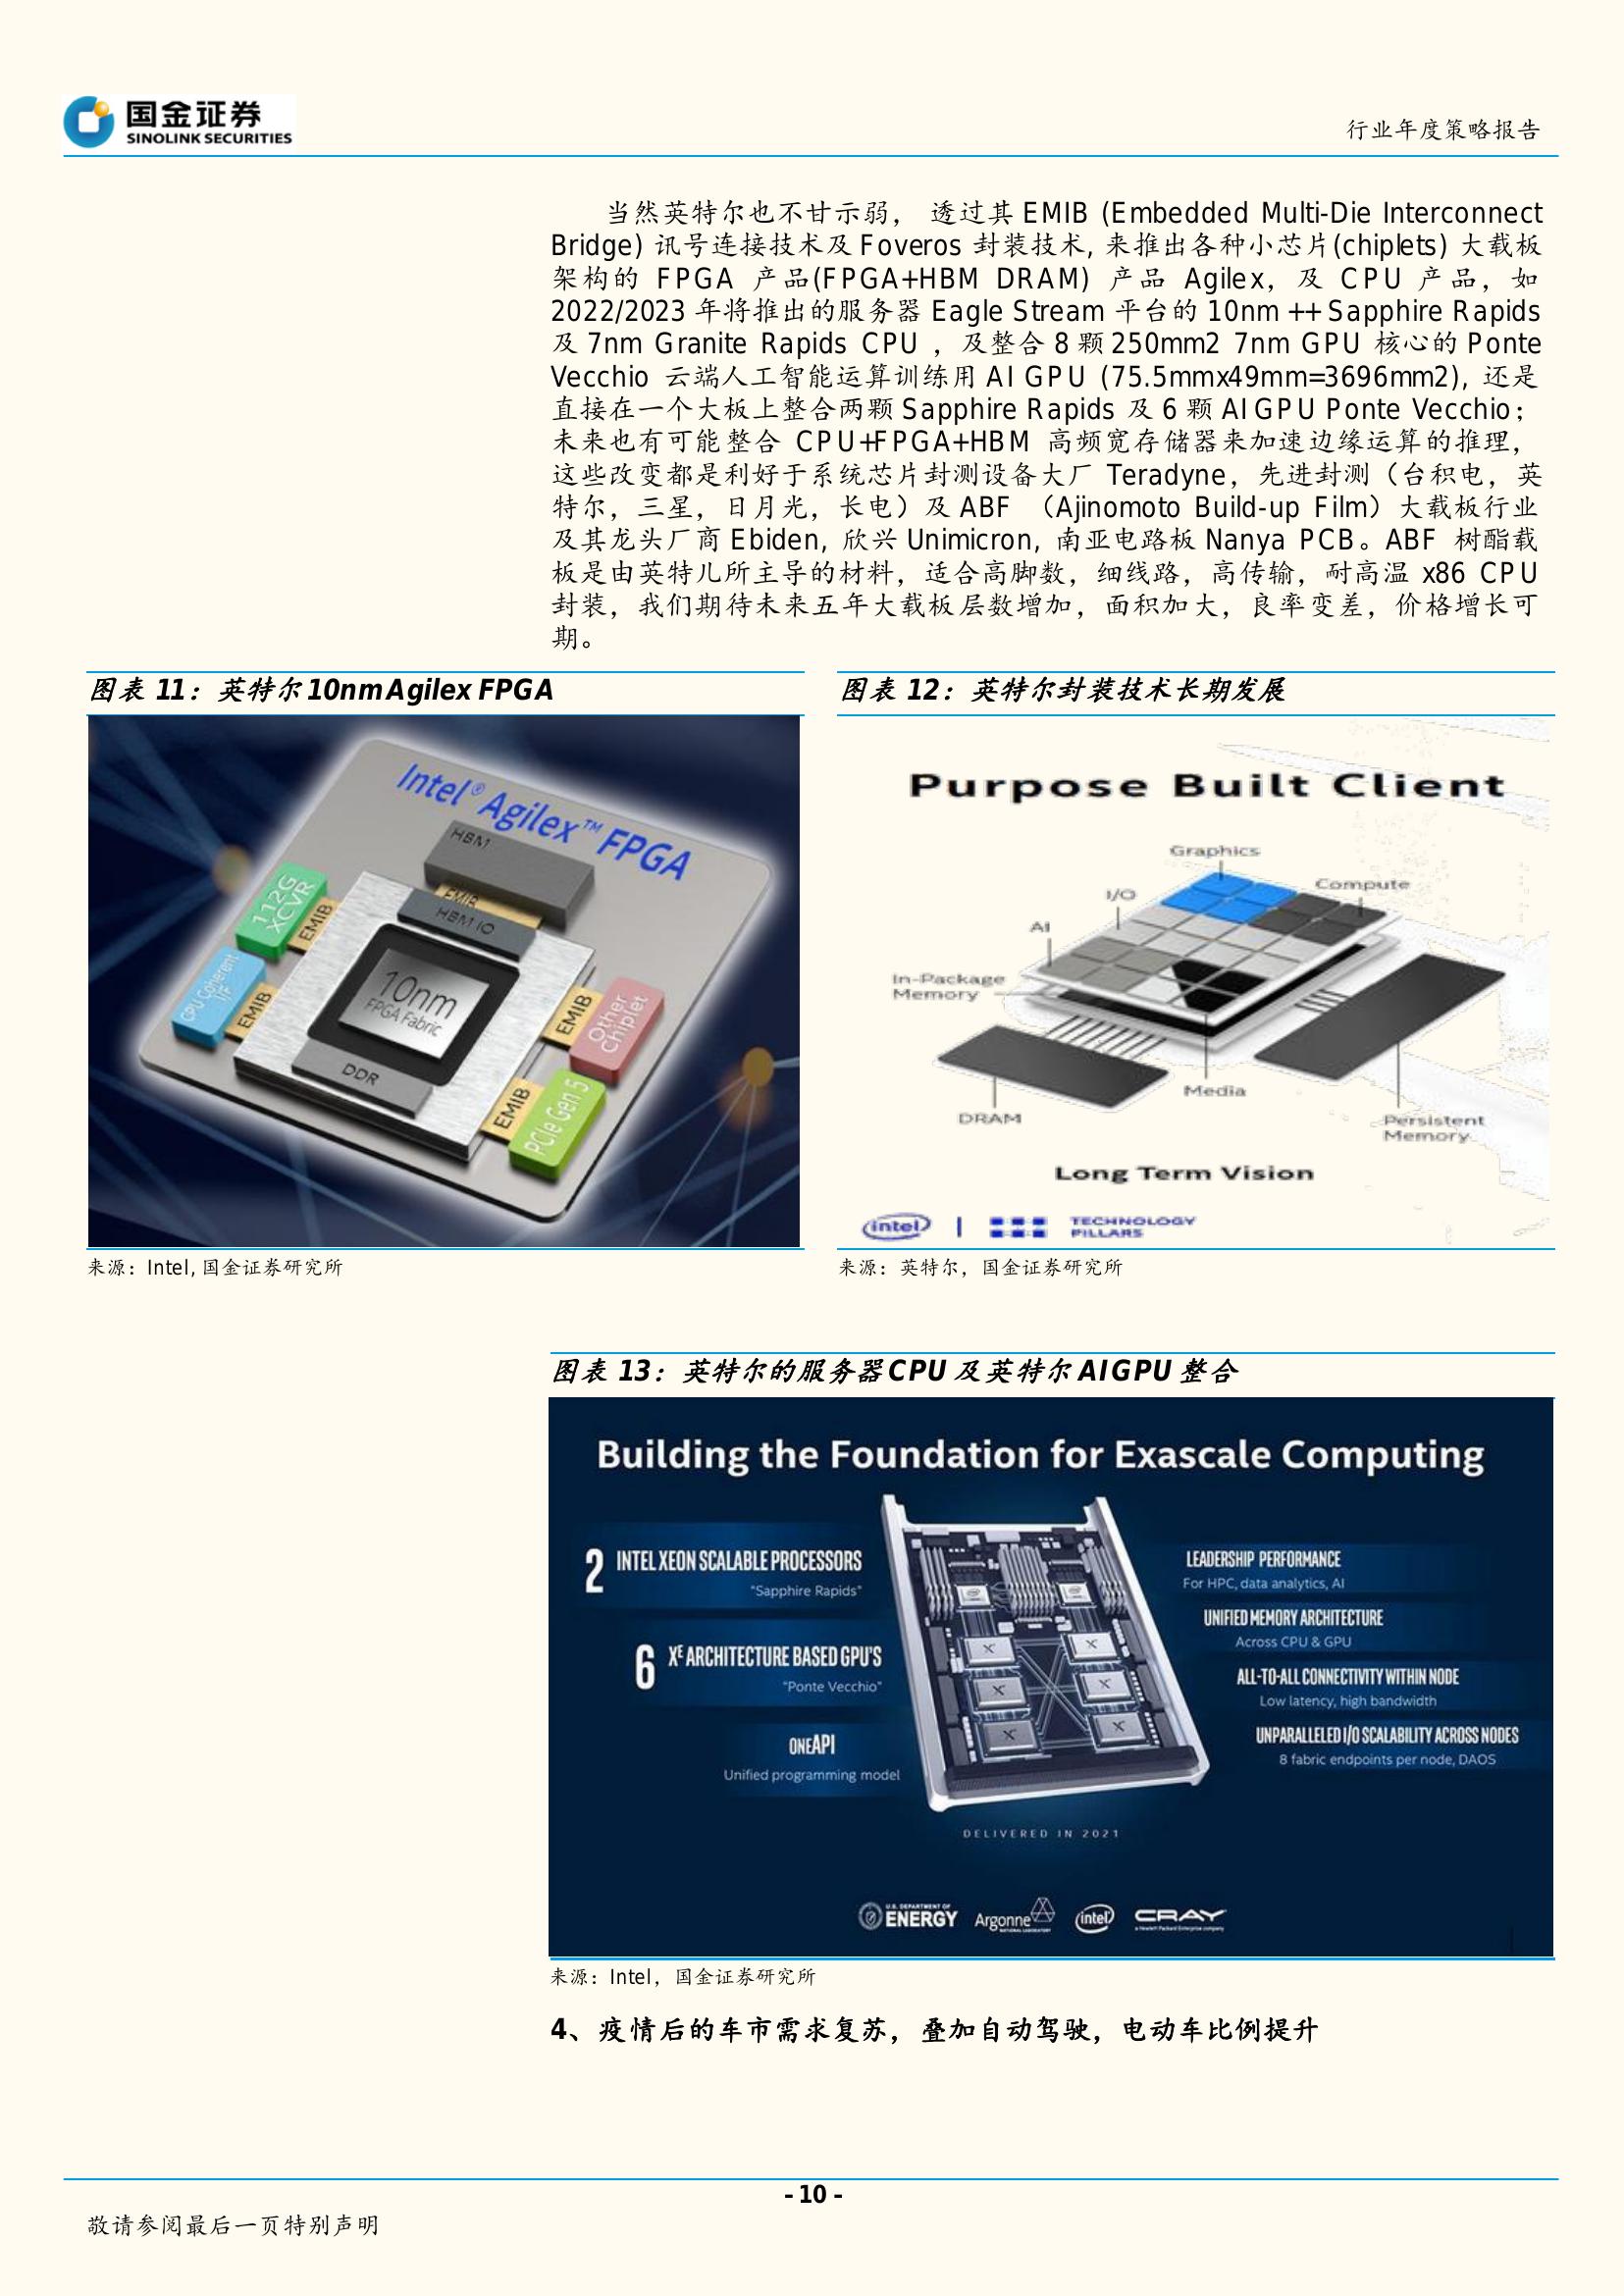 国金证券
SINOLINK SECURITIES
行业年度策略报告
当然英特尔也不甘示弱， 透过其 EMIB (Embedded Multi-Die Interconnect
Bridge) 讯号连接技术及 Foveros 封装技术, 来推出各种小芯片(chiplets) 大载板
架构的 FPGA 产品(FPGA+HBM DRAM) 产品 Agilex，及 CPU 产品，如
2022/2023 年将推出的服务器 Eagle Stream 平台的 10nm ++ Sapphire Rapids
及 7nm Granite Rapids CPU ，及整合 8 颗 250mm2 7nm GPU 核心的 Ponte
Vecchio 云端人工智能运算训练用 AI GPU (75.5mmx49mm=3696mm2), 还是
直接在一个大板上整合两颗 Sapphire Rapids 及 6 颗 AI GPU Ponte Vecchio；
未来也有可能整合 CPU+FPGA+HBM 高频宽存储器来加速边缘运算的推理，
这些改变都是利好于系统芯片封测设备大厂 Teradyne，先进封测（台积电，英
特尔，三星，日月光，长电）及 ABF （Ajinomoto Build-up Film）大载板行业
及其龙头厂商 Ebiden, 欣兴 Unimicron, 南亚电路板 Nanya PCB。ABF 树酯载
板是由英特儿所主导的材料，适合高脚数，细线路，高传输，耐高温 x86 CPU
封装，我们期待未来五年大载板层数增加，面积加大，良率变差，价格增长可
期。
图表 11：英特尔 10nm Agilex FPGA
Intel® Agilex™ FPGA
HBM
EMIB
HBM IO
112G
XCVR
EMIB
CPU Coherent
I/F
EMIB
10nm
FPGA Fabric
DDR
EMIB
Other
Chiplet
EMIB
PCIe Gen 5
来源：Intel, 国金证券研究所
图表 12：英特尔封装技术长期发展
Purpose Built Client
Graphics
Compute
I/O
AI
In-Package
Memory
Media
DRAM
Persistent
Memory
Long Term Vision
intel
TECHNOLOGY
PILLARS
来源：英特尔，国金证券研究所
图表 13：英特尔的服务器 CPU 及英特尔 AI GPU 整合
Building the Foundation for Exascale Computing
2 INTEL XEON SCALABLE PROCESSORS
"Sapphire Rapids"
6 Xᴱ ARCHITECTURE BASED GPU'S
"Ponte Vecchio"
ONEAPI
Unified programming model
LEADERSHIP PERFORMANCE
For HPC, data analytics, AI
UNIFIED MEMORY ARCHITECTURE
Across CPU & GPU
ALL-TO-ALL CONNECTIVITY WITHIN NODE
Low latency, high bandwidth
UNPARALLELED I/O SCALABILITY ACROSS NODES
8 fabric endpoints per node, DAOS
DELIVERED IN 2021
U.S. DEPARTMENT OF
ENERGY
Argonne
NATIONAL LABORATORY
intel
CRAY
a Hewlett Packard Enterprise company
来源：Intel，国金证券研究所
4、疫情后的车市需求复苏，叠加自动驾驶，电动车比例提升
- 10 -
敬请参阅最后一页特别声明